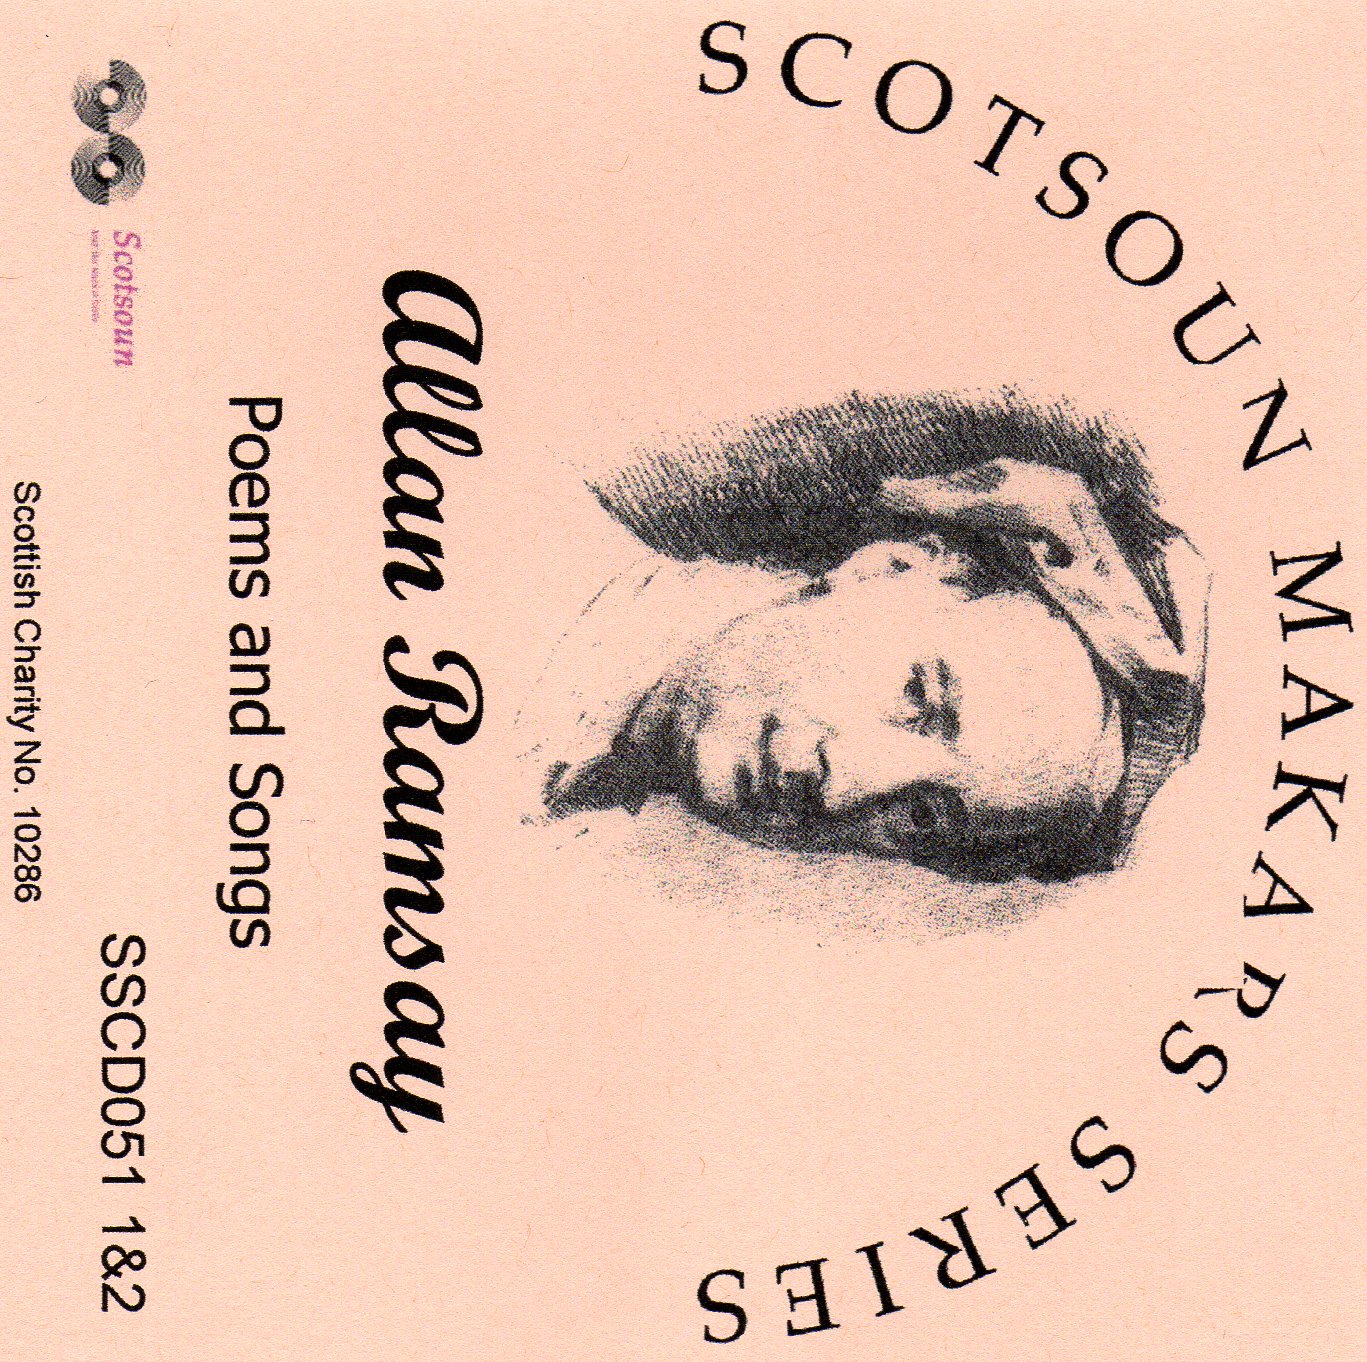 SCOTSOUN MAKARS SERIES
Allan Ramsay
Poems and Songs
Scotsoun
SSCD051 1&2
Scottish Charity No. 10286